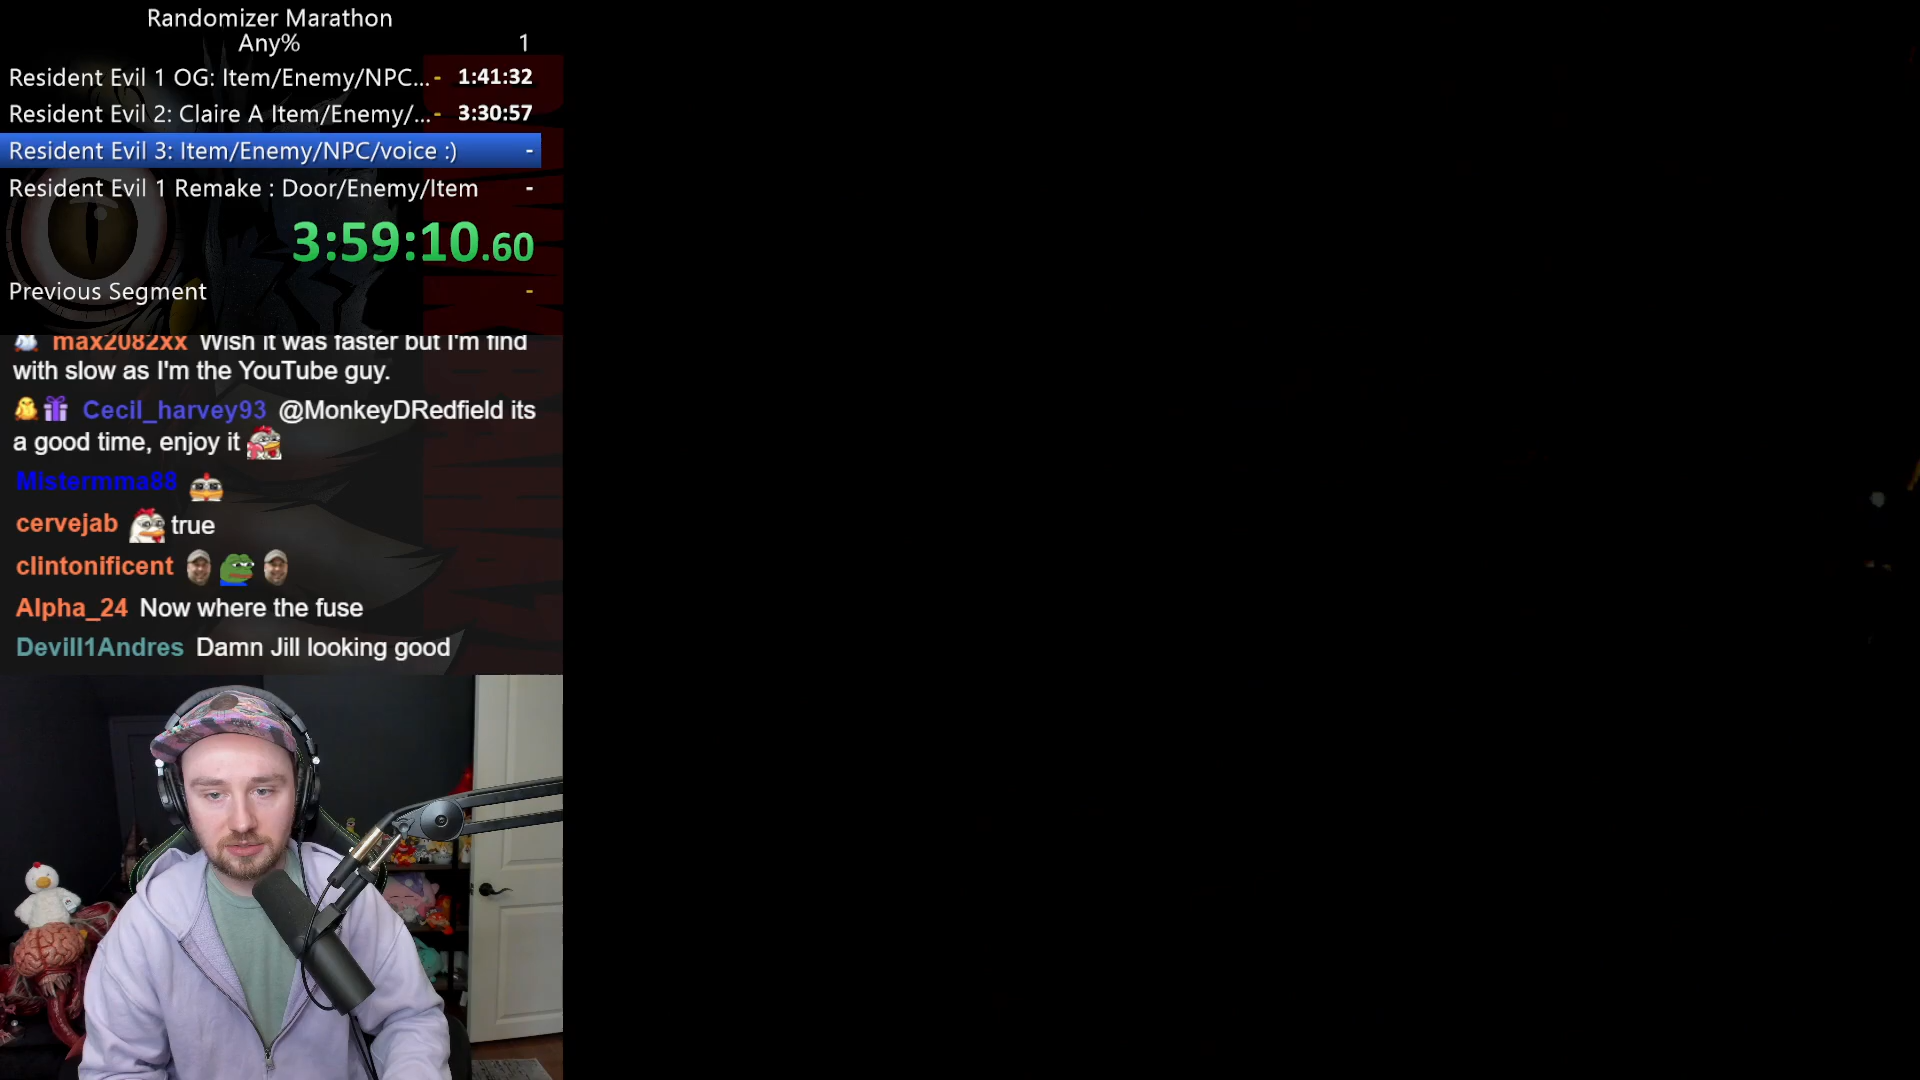 Randomizer Marathon
Any% 1
Resident Evil 1 OG: Item/Enemy/NPC... - 1:41:32
Resident Evil 2: Claire A Item/Enemy/... - 3:30:57
Resident Evil 3: Item/Enemy/NPC/voice :) -
Resident Evil 1 Remake : Door/Enemy/Item -
3:59:10.60
Previous Segment -
max2082xx Wish it was faster but I'm find
with slow as I'm the YouTube guy.
Cecil_harvey93 @MonkeyDRedfield its
a good time, enjoy it
Mistermma88
cervejab true
clintonificent
Alpha_24 Now where the fuse
Devill1Andres Damn Jill looking good